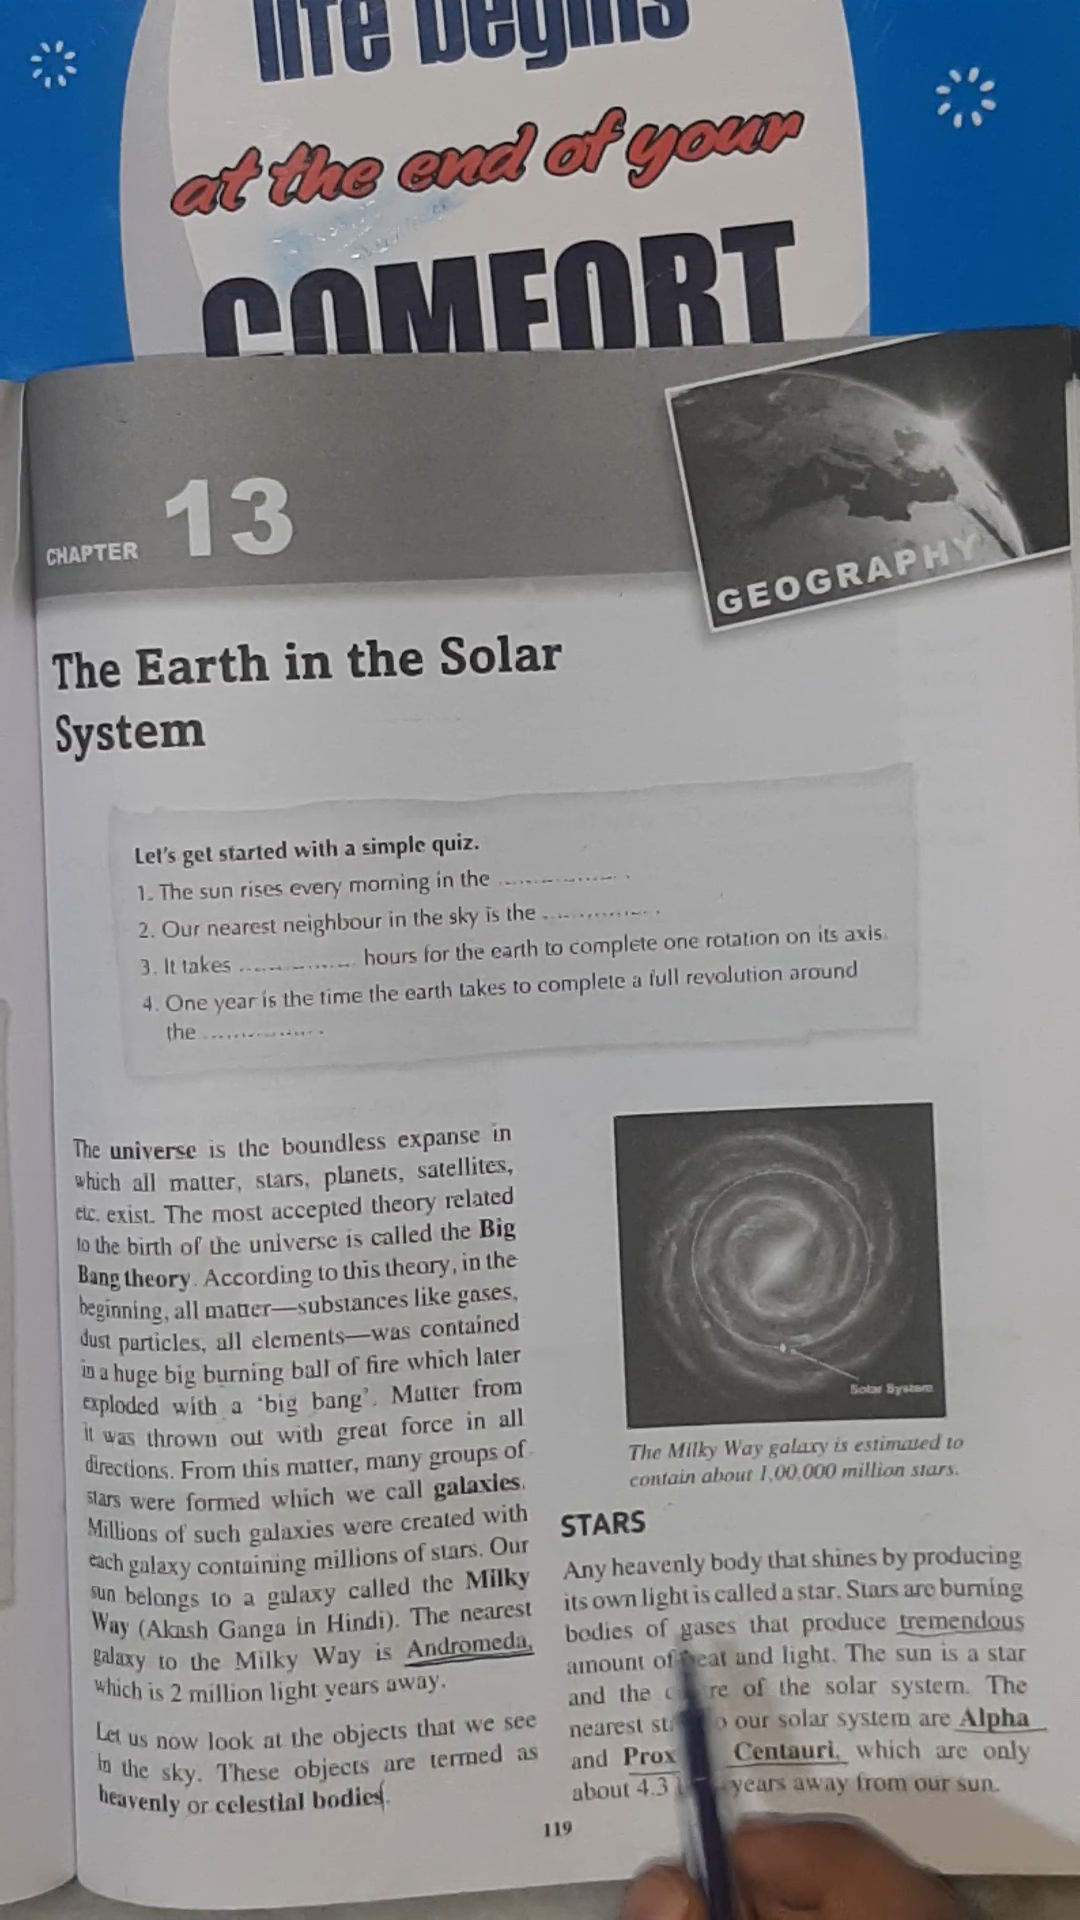 life begins
at the end of your
COMFORT
CHAPTER 13
GEOGRAPHY
The Earth in the Solar
System
Let's get started with a simple quiz.
1. The sun rises every morning in the ................ .
2. Our nearest neighbour in the sky is the ................ .
3. It takes ................ hours for the earth to complete one rotation on its axis.
4. One year is the time the earth takes to complete a full revolution around
the ................ .
The universe is the boundless expanse in
which all matter, stars, planets, satellites,
etc. exist. The most accepted theory related
to the birth of the universe is called the Big
Bang theory. According to this theory, in the
beginning, all matter—substances like gases,
dust particles, all elements—was contained
in a huge big burning ball of fire which later
exploded with a ‘big bang’. Matter from
it was thrown out with great force in all
directions. From this matter, many groups of
stars were formed which we call galaxies.
Millions of such galaxies were created with
each galaxy containing millions of stars. Our
sun belongs to a galaxy called the Milky
Way (Akash Ganga in Hindi). The nearest
galaxy to the Milky Way is Andromeda,
which is 2 million light years away.
Let us now look at the objects that we see
in the sky. These objects are termed as
heavenly or celestial bodies.
Solar System
The Milky Way galaxy is estimated to
contain about 1,00,000 million stars.
STARS
Any heavenly body that shines by producing
its own light is called a star. Stars are burning
bodies of gases that produce tremendous
amount of heat and light. The sun is a star
and the of the solar system. The
nearest our solar system are Alpha
and Centauri, which are only
about 4.3 years away from our sun.
119